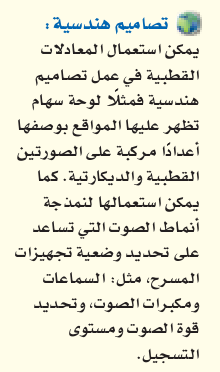 تصاميم هندسية :
يمكن استعمال المعادلات
القطبية في عمل تصاميم
هندسية فمثلًا لوحة سهام
تظهر عليها المواقع بوصفها
أعدادًا مركبة على الصورتين
القطبية والديكارتية. كما
يمكن استعمالها لنمذجة
أنماط الصوت التي تساعد
على تحديد وضعية تجهيزات
المسرح، مثل: السماعات
ومكبرات الصوت، وتحديد
قوة الصوت ومستوى
التسجيل.